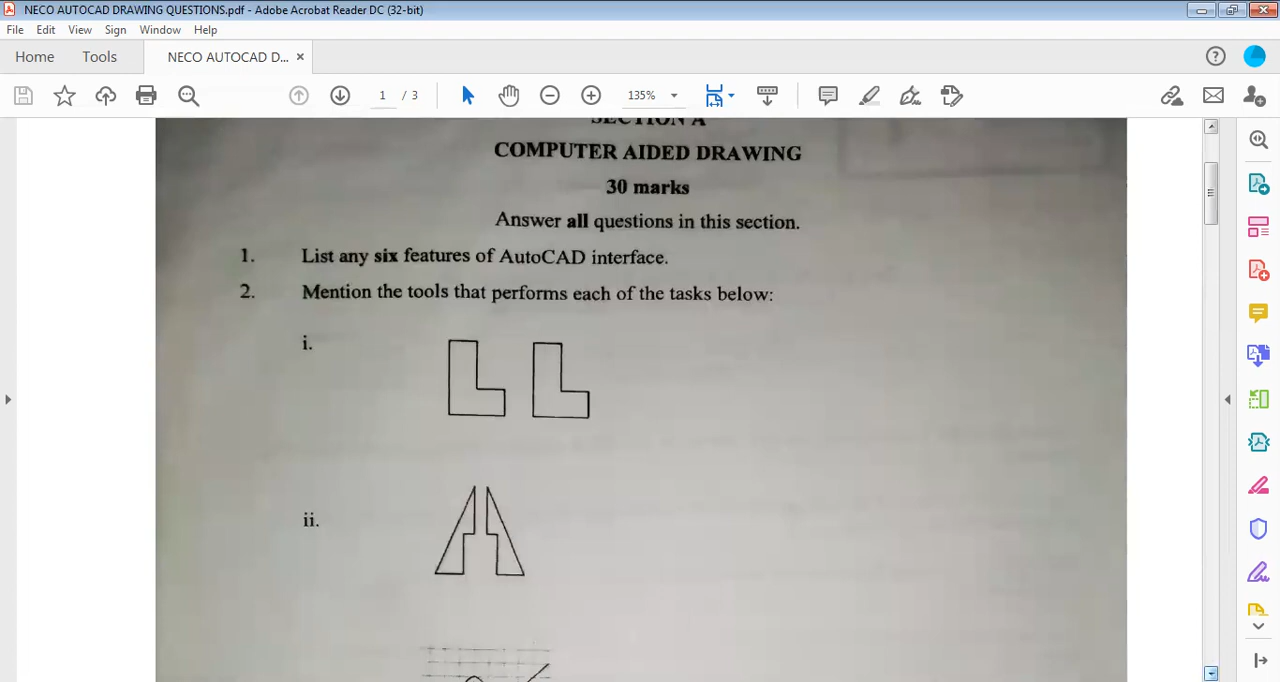 NECO AUTOCAD DRAWING QUESTIONS.pdf - Adobe Acrobat Reader DC (32-bit)
File Edit View Sign Window Help
Home Tools NECO AUTOCAD D... ×
1 / 3 135%
SECTION A
COMPUTER AIDED DRAWING
30 marks
Answer all questions in this section.
1. List any six features of AutoCAD interface.
2. Mention the tools that performs each of the tasks below:
i.
ii.